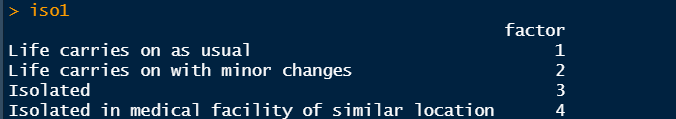 > iso1
factor
Life carries on as usual 1
Life carries on with minor changes 2
Isolated 3
Isolated in medical facility of similar location 4